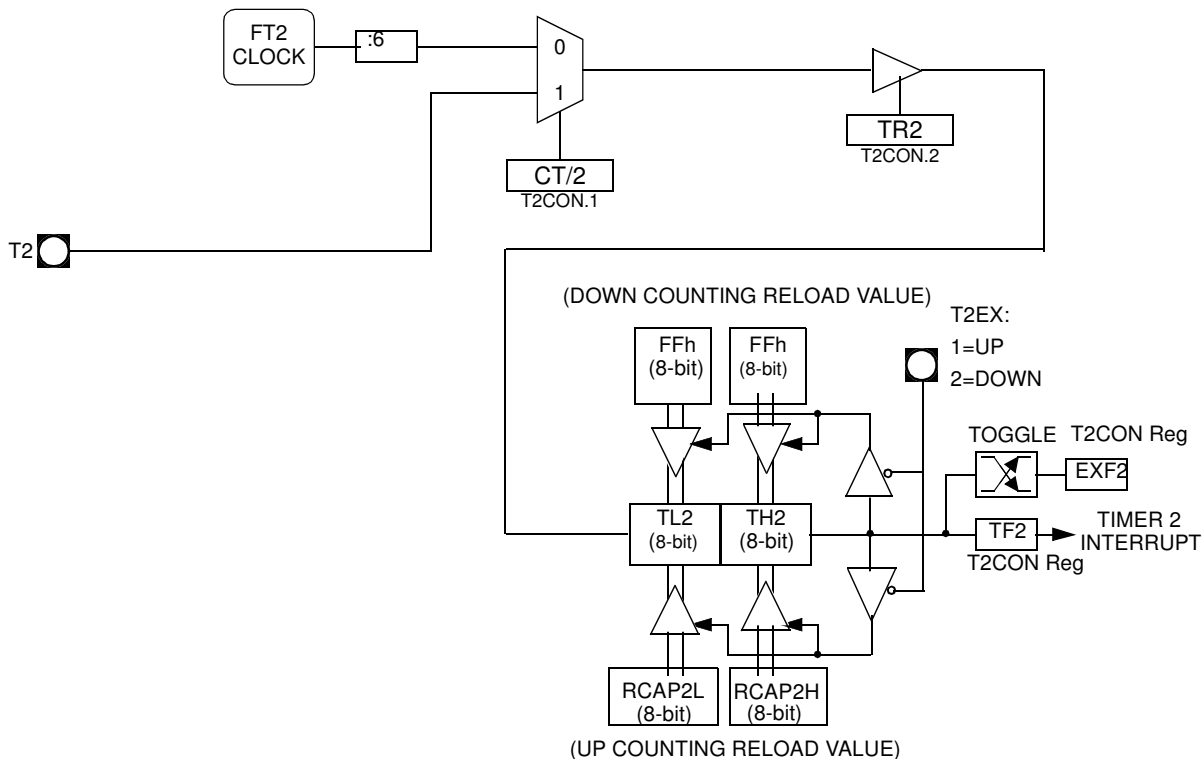 FT2
CLOCK
:6
0
1
TR2
T2CON.2
CT/2
T2CON.1
T2
(DOWN COUNTING RELOAD VALUE)
T2EX:
1=UP
2=DOWN
FFh
(8-bit)
FFh
(8-bit)
TOGGLE
T2CON Reg
EXF2
TL2
(8-bit)
TH2
(8-bit)
TF2
T2CON Reg
TIMER 2
INTERRUPT
RCAP2L
(8-bit)
RCAP2H
(8-bit)
(UP COUNTING RELOAD VALUE)